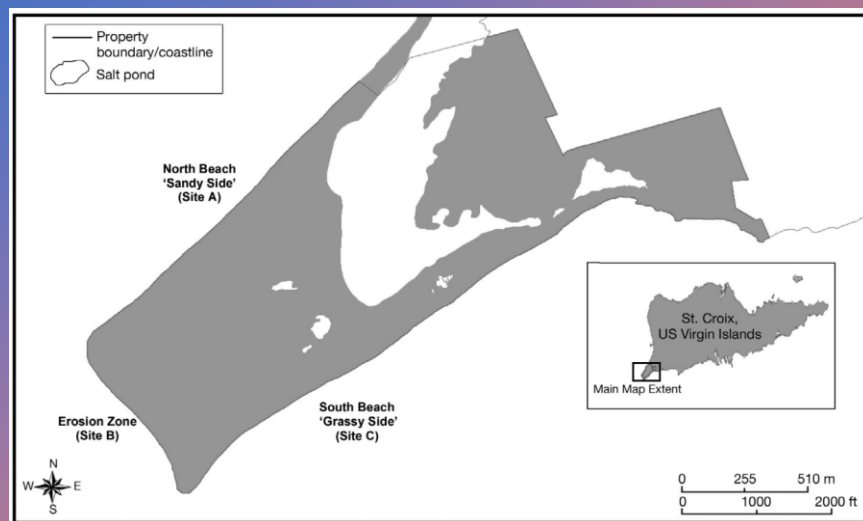 Property
boundary/coastline
Salt pond
North Beach
'Sandy Side'
(Site A)
St. Croix,
US Virgin Islands
Main Map Extent
Erosion Zone
(Site B)
South Beach
'Grassy Side'
(Site C)
N
W E
S
0 255 510 m
0 1000 2000 ft